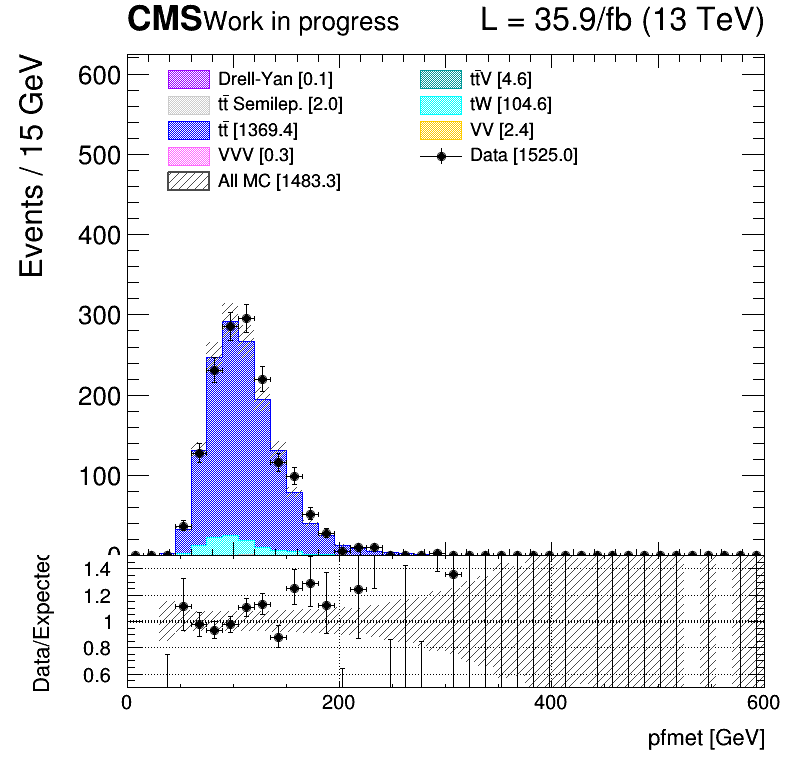 CMS Work in progress L = 35.9/fb (13 TeV)
Events / 15 GeV
600
500
400
300
200
100
0
Drell-Yan [0.1]
tt̄ Semilep. [2.0]
tt̄ [1369.4]
VVV [0.3]
All MC [1483.3]
tt̄V [4.6]
tW [104.6]
VV [2.4]
Data [1525.0]
Data/Expected
1.4
1.2
1
0.8
0.6
0 200 400 600
pfmet [GeV]